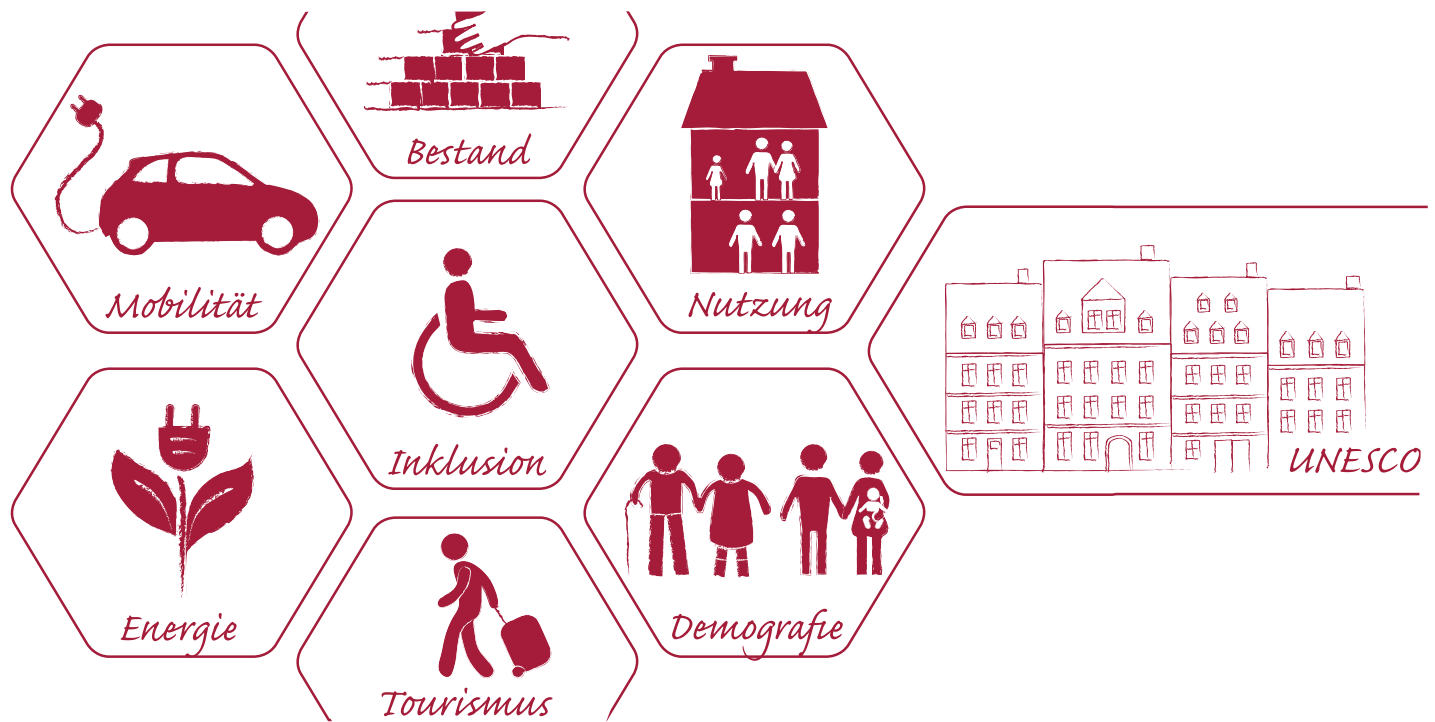 Bestand
Mobilität
Nutzung
Inklusion
UNESCO
Energie
Demografie
Tourismus